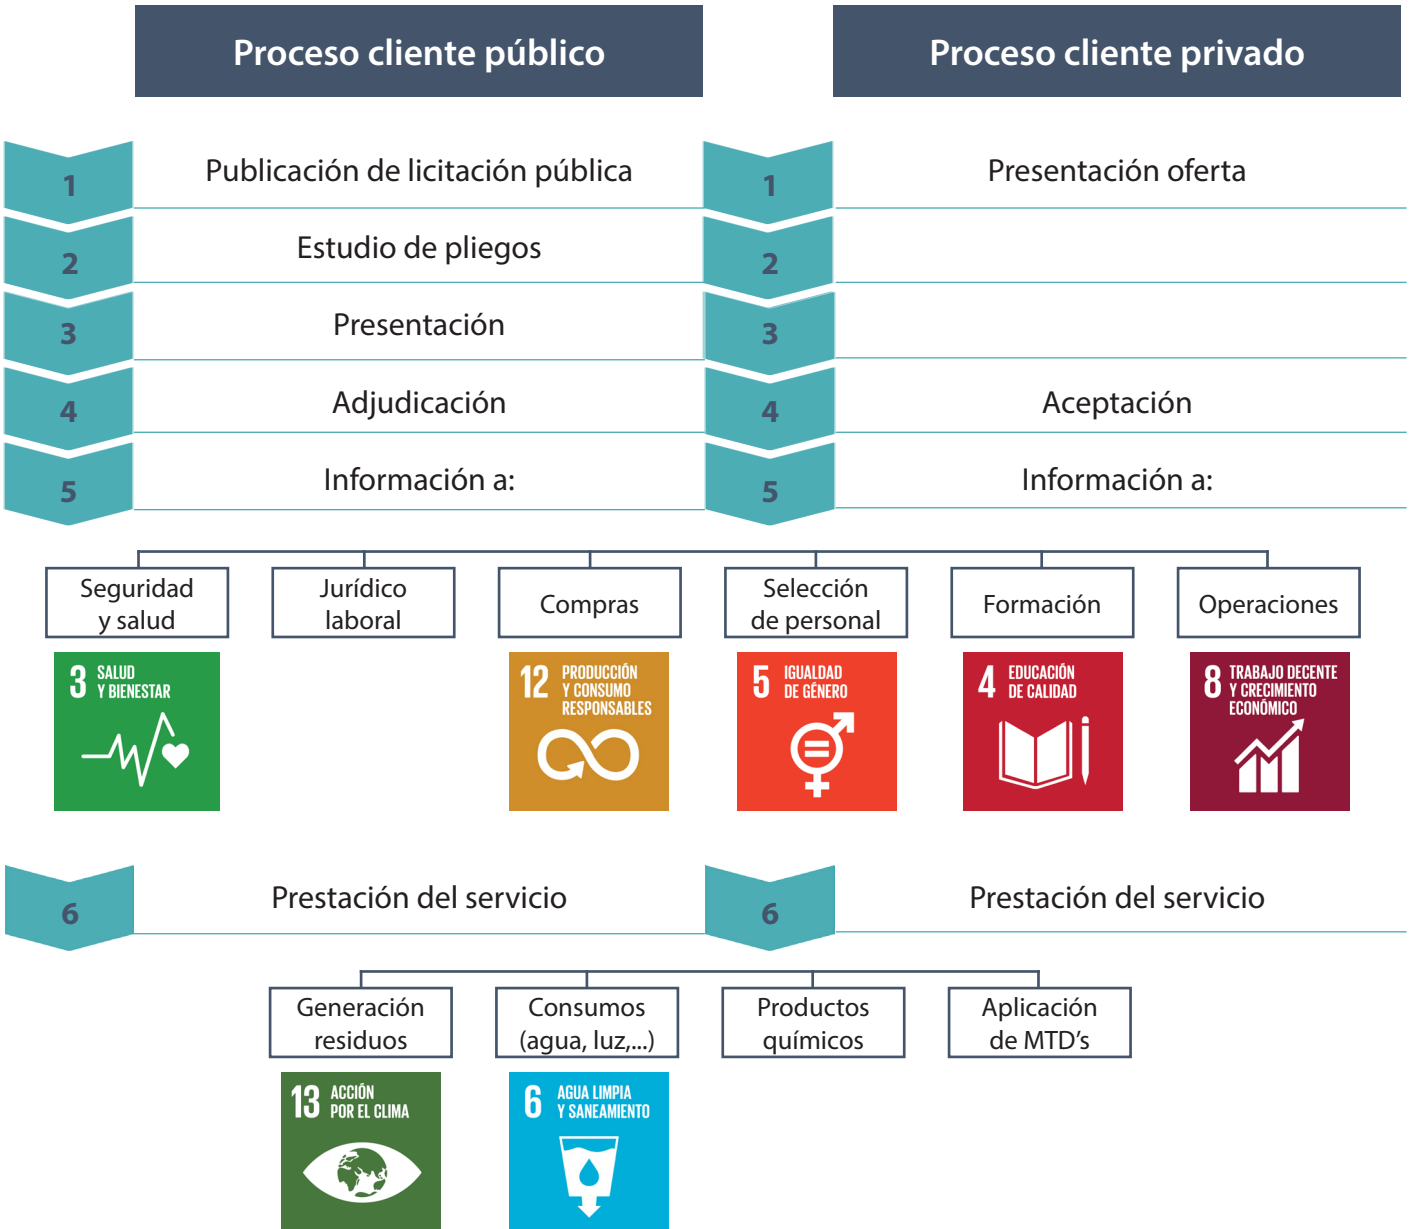 Proceso cliente público
Proceso cliente privado
1
Publicación de licitación pública
1
Presentación oferta
2
Estudio de pliegos
2
3
Presentación
3
4
Adjudicación
4
Aceptación
5
Información a:
5
Información a:
Seguridad
y salud
Jurídico
laboral
Compras
Selección
de personal
Formación
Operaciones
3 SALUD
Y BIENESTAR
12 PRODUCCIÓN
Y CONSUMO
RESPONSABLES
5 IGUALDAD
DE GÉNERO
4 EDUCACIÓN
DE CALIDAD
8 TRABAJO DECENTE
Y CRECIMIENTO
ECONÓMICO
6
Prestación del servicio
6
Prestación del servicio
Generación
residuos
Consumos
(agua, luz,...)
Productos
químicos
Aplicación
de MTD's
13 ACCIÓN
POR EL CLIMA
6 AGUA LIMPIA
Y SANEAMIENTO